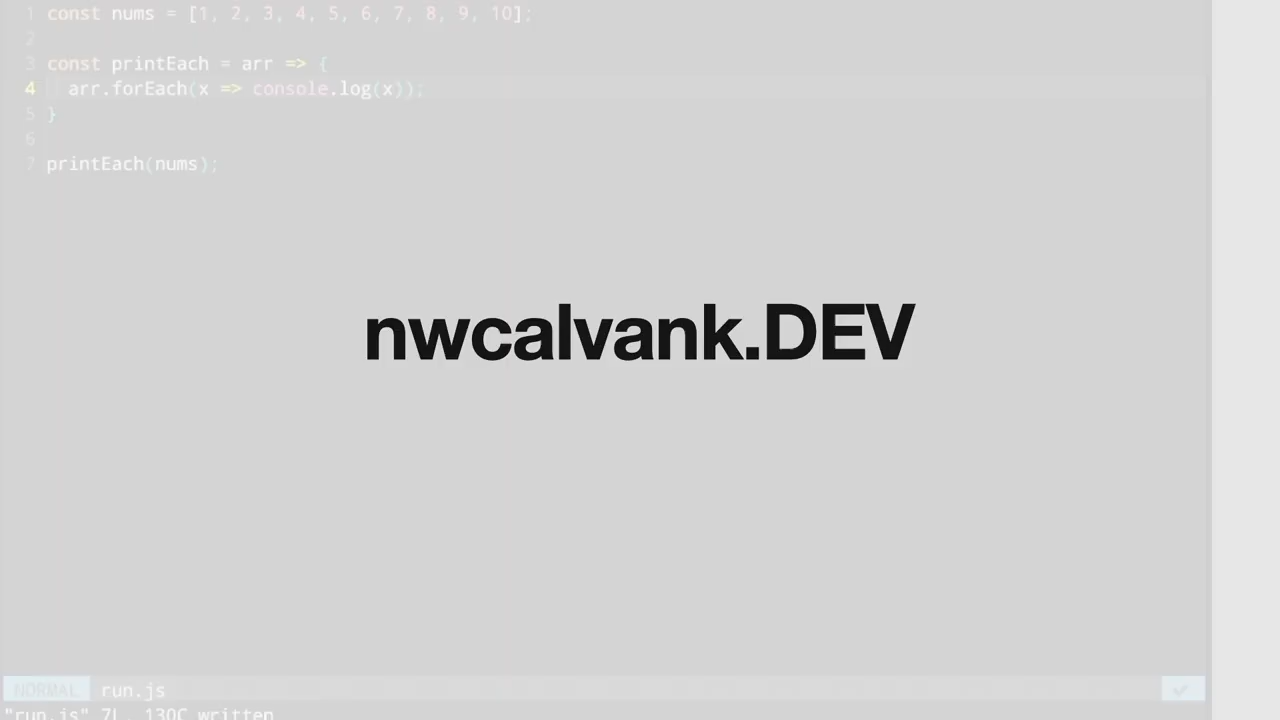 1 const nums = [1, 2, 3, 4, 5, 6, 7, 8, 9, 10];
2
3 const printEach = arr => {
4 arr.forEach(x => console.log(x));
5 }
6
7 printEach(nums);
nwcalvank.DEV
NORMAL run.js ✓
"run.js" 7L, 130C written